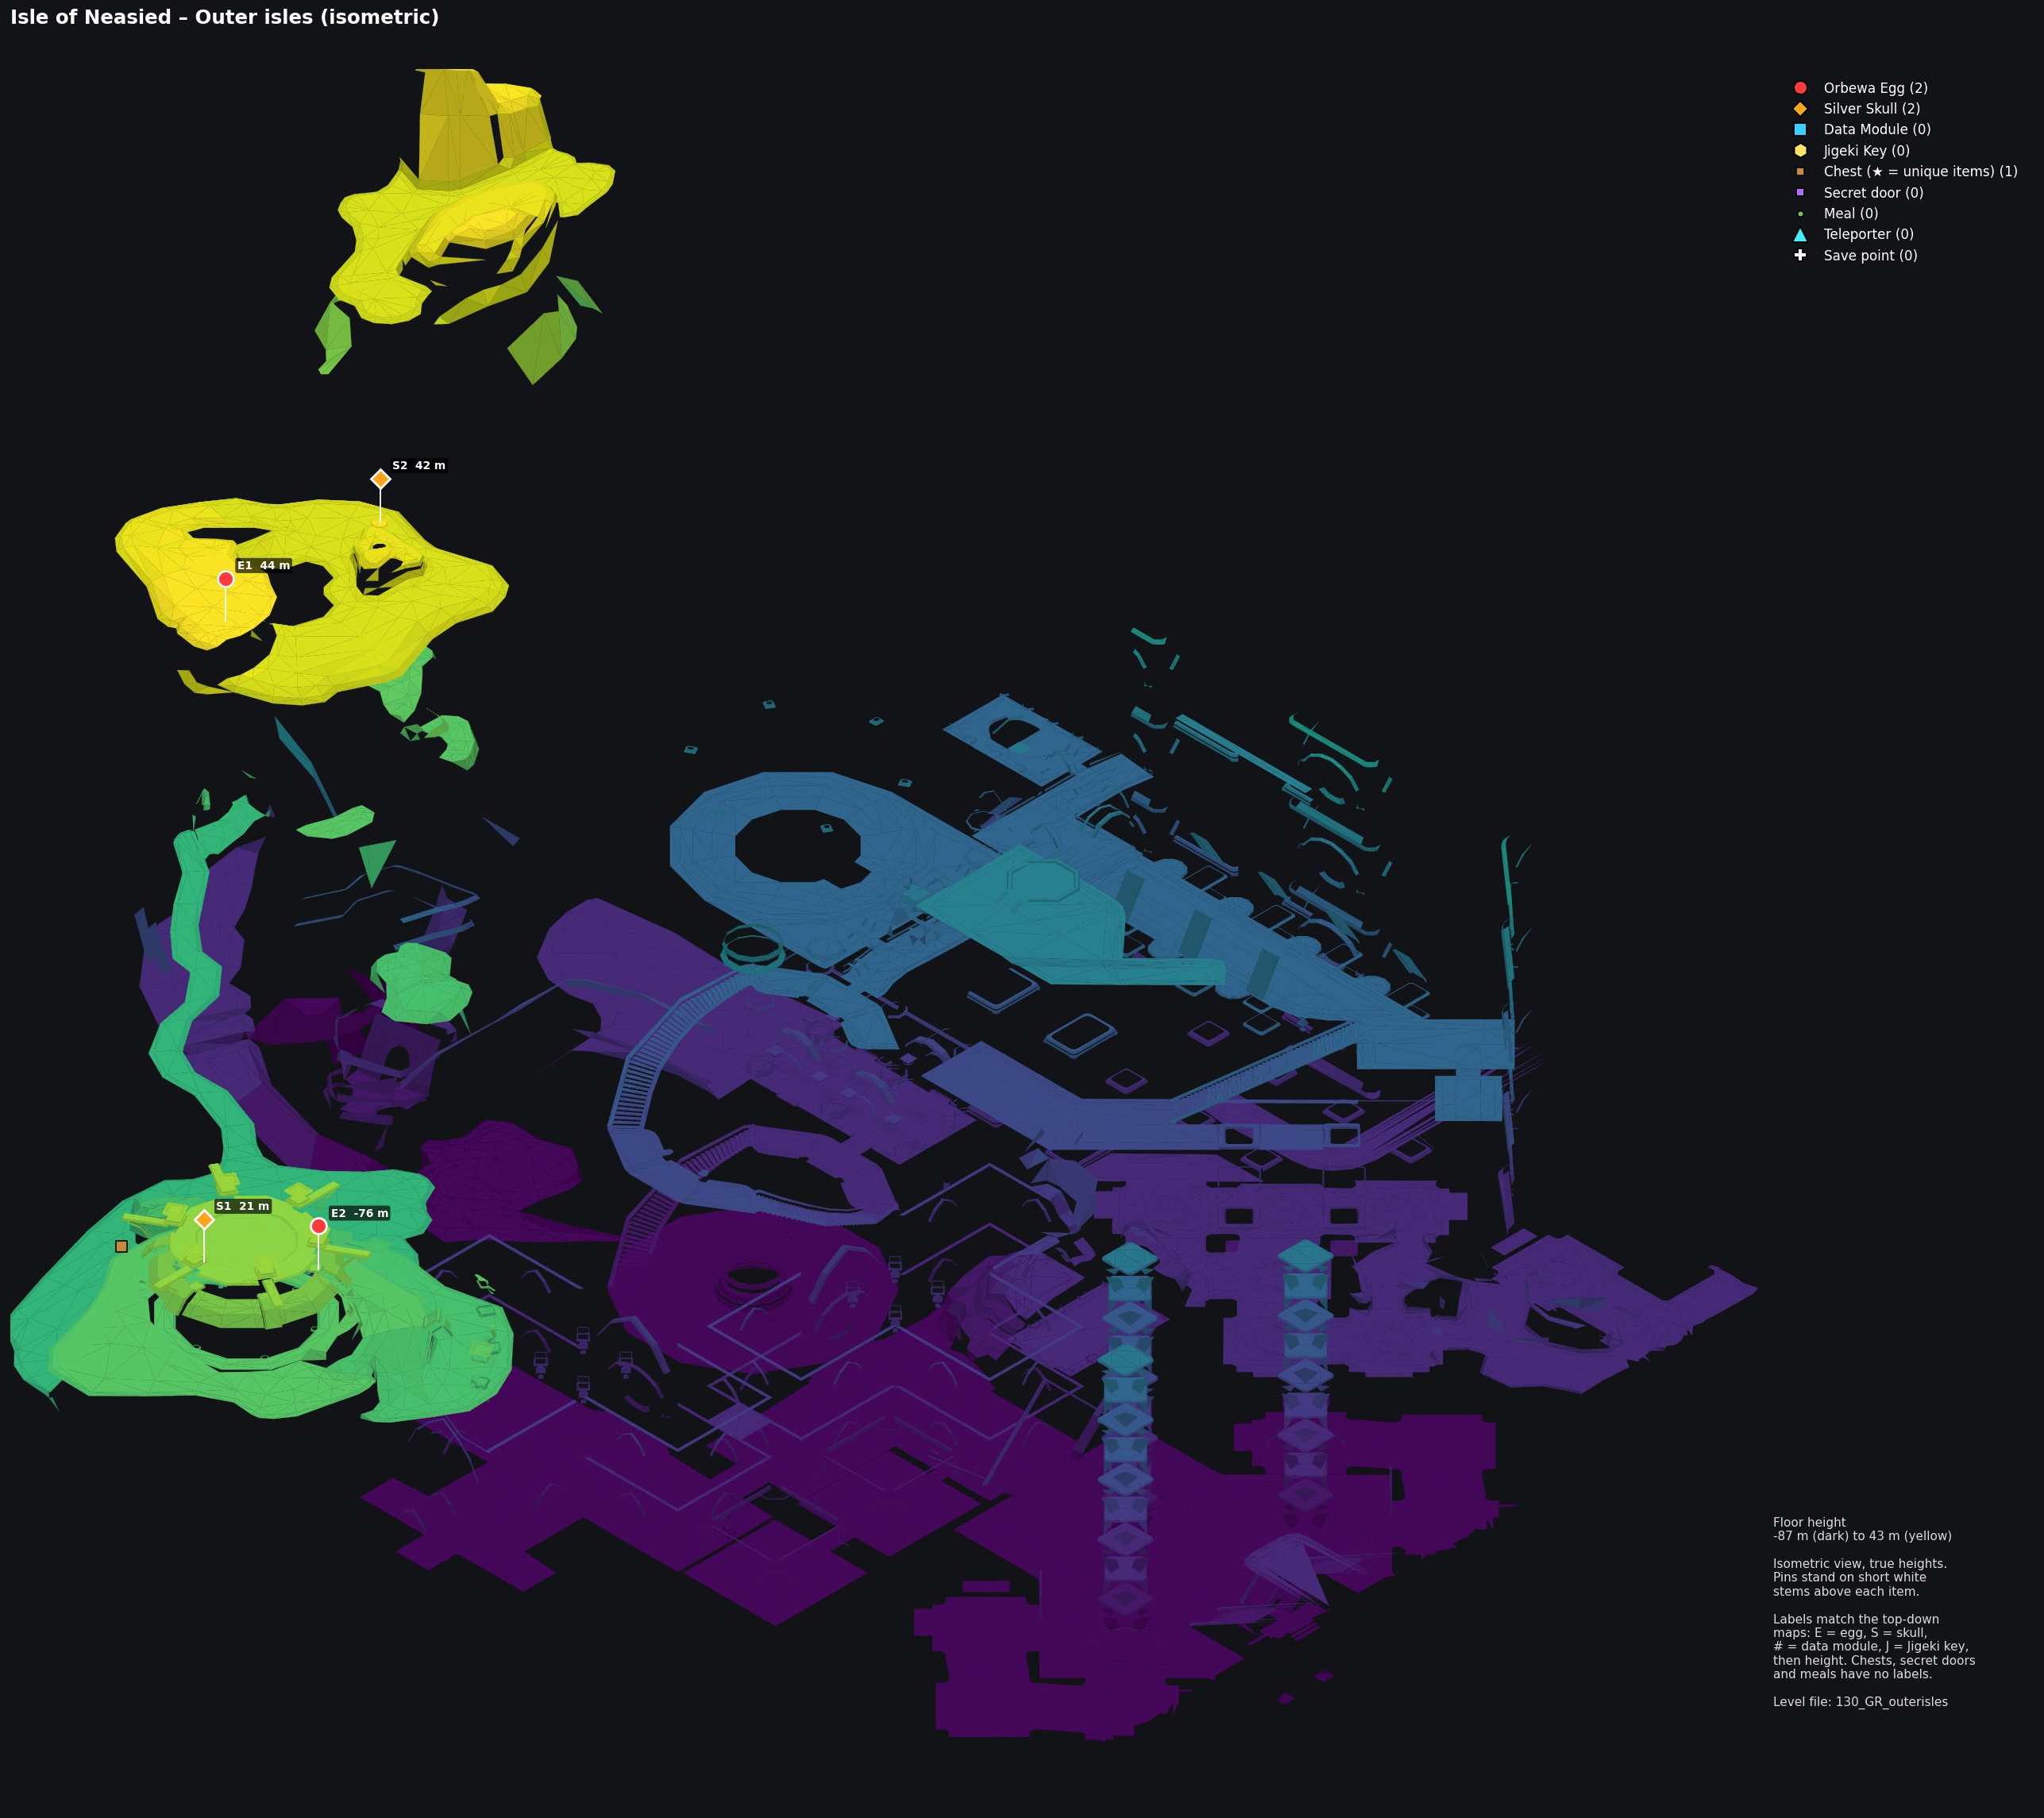 Isle of Neasied – Outer isles (isometric)
Orbewa Egg (2)
Silver Skull (2)
Data Module (0)
Jigeki Key (0)
Chest (★ = unique items) (1)
Secret door (0)
Meal (0)
Teleporter (0)
Save point (0)
S2 42 m
E1 44 m
S1 21 m
E2 -76 m
Floor height
-87 m (dark) to 43 m (yellow)
Isometric view, true heights.
Pins stand on short white
stems above each item.
Labels match the top-down
maps: E = egg, S = skull,
# = data module, J = Jigeki key,
then height. Chests, secret doors
and meals have no labels.
Level file: 130_GR_outerisles